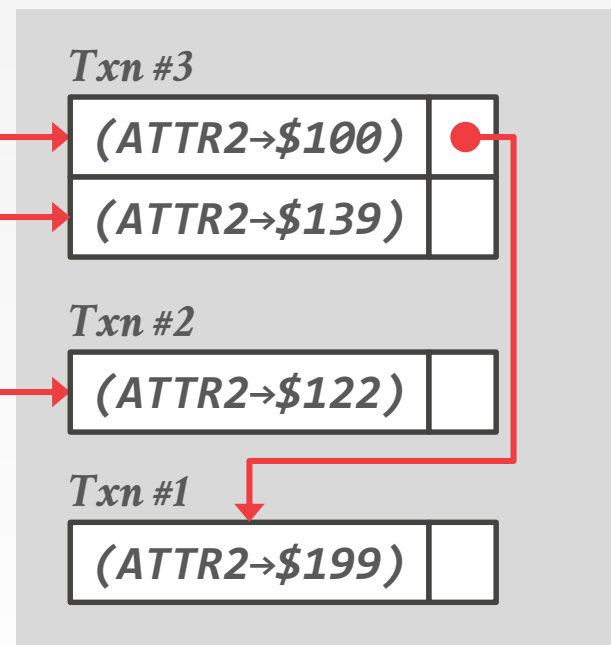 Txn #3
(ATTR2→$100)
(ATTR2→$139)
Txn #2
(ATTR2→$122)
Txn #1
(ATTR2→$199)